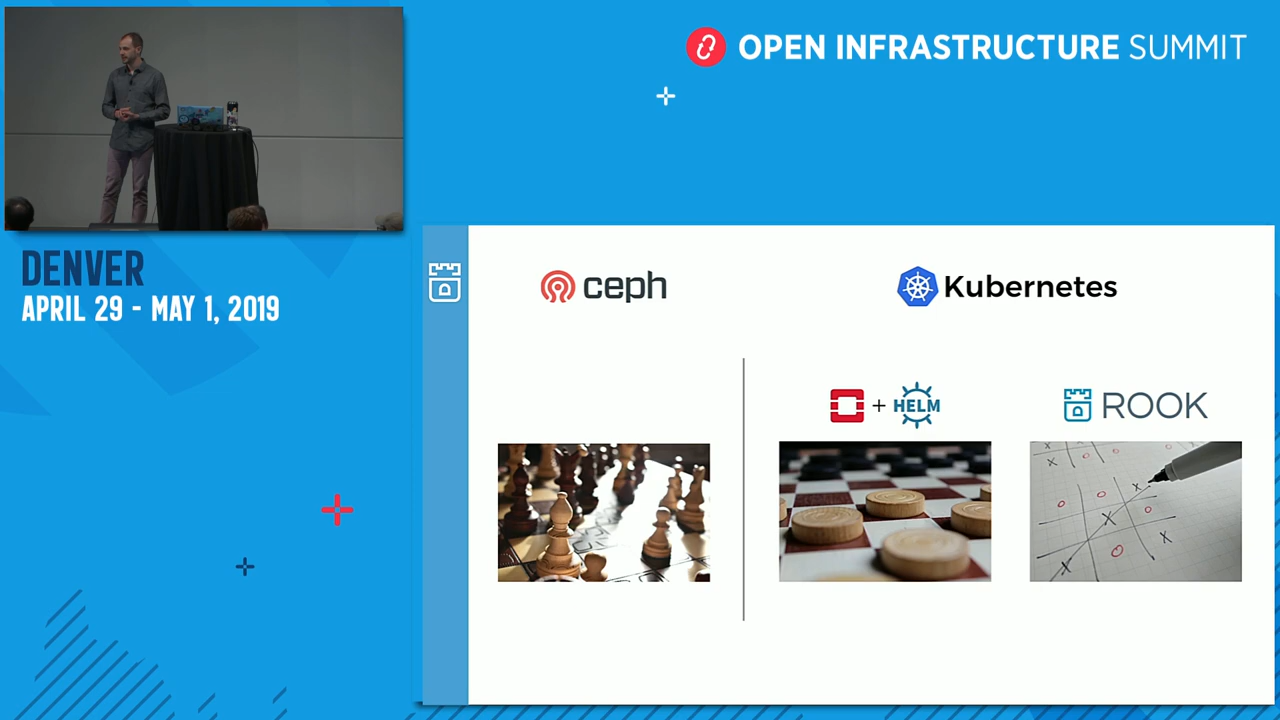 OPEN INFRASTRUCTURE SUMMIT
DENVER
APRIL 29 - MAY 1, 2019
ceph
Kubernetes
+ HELM
ROOK